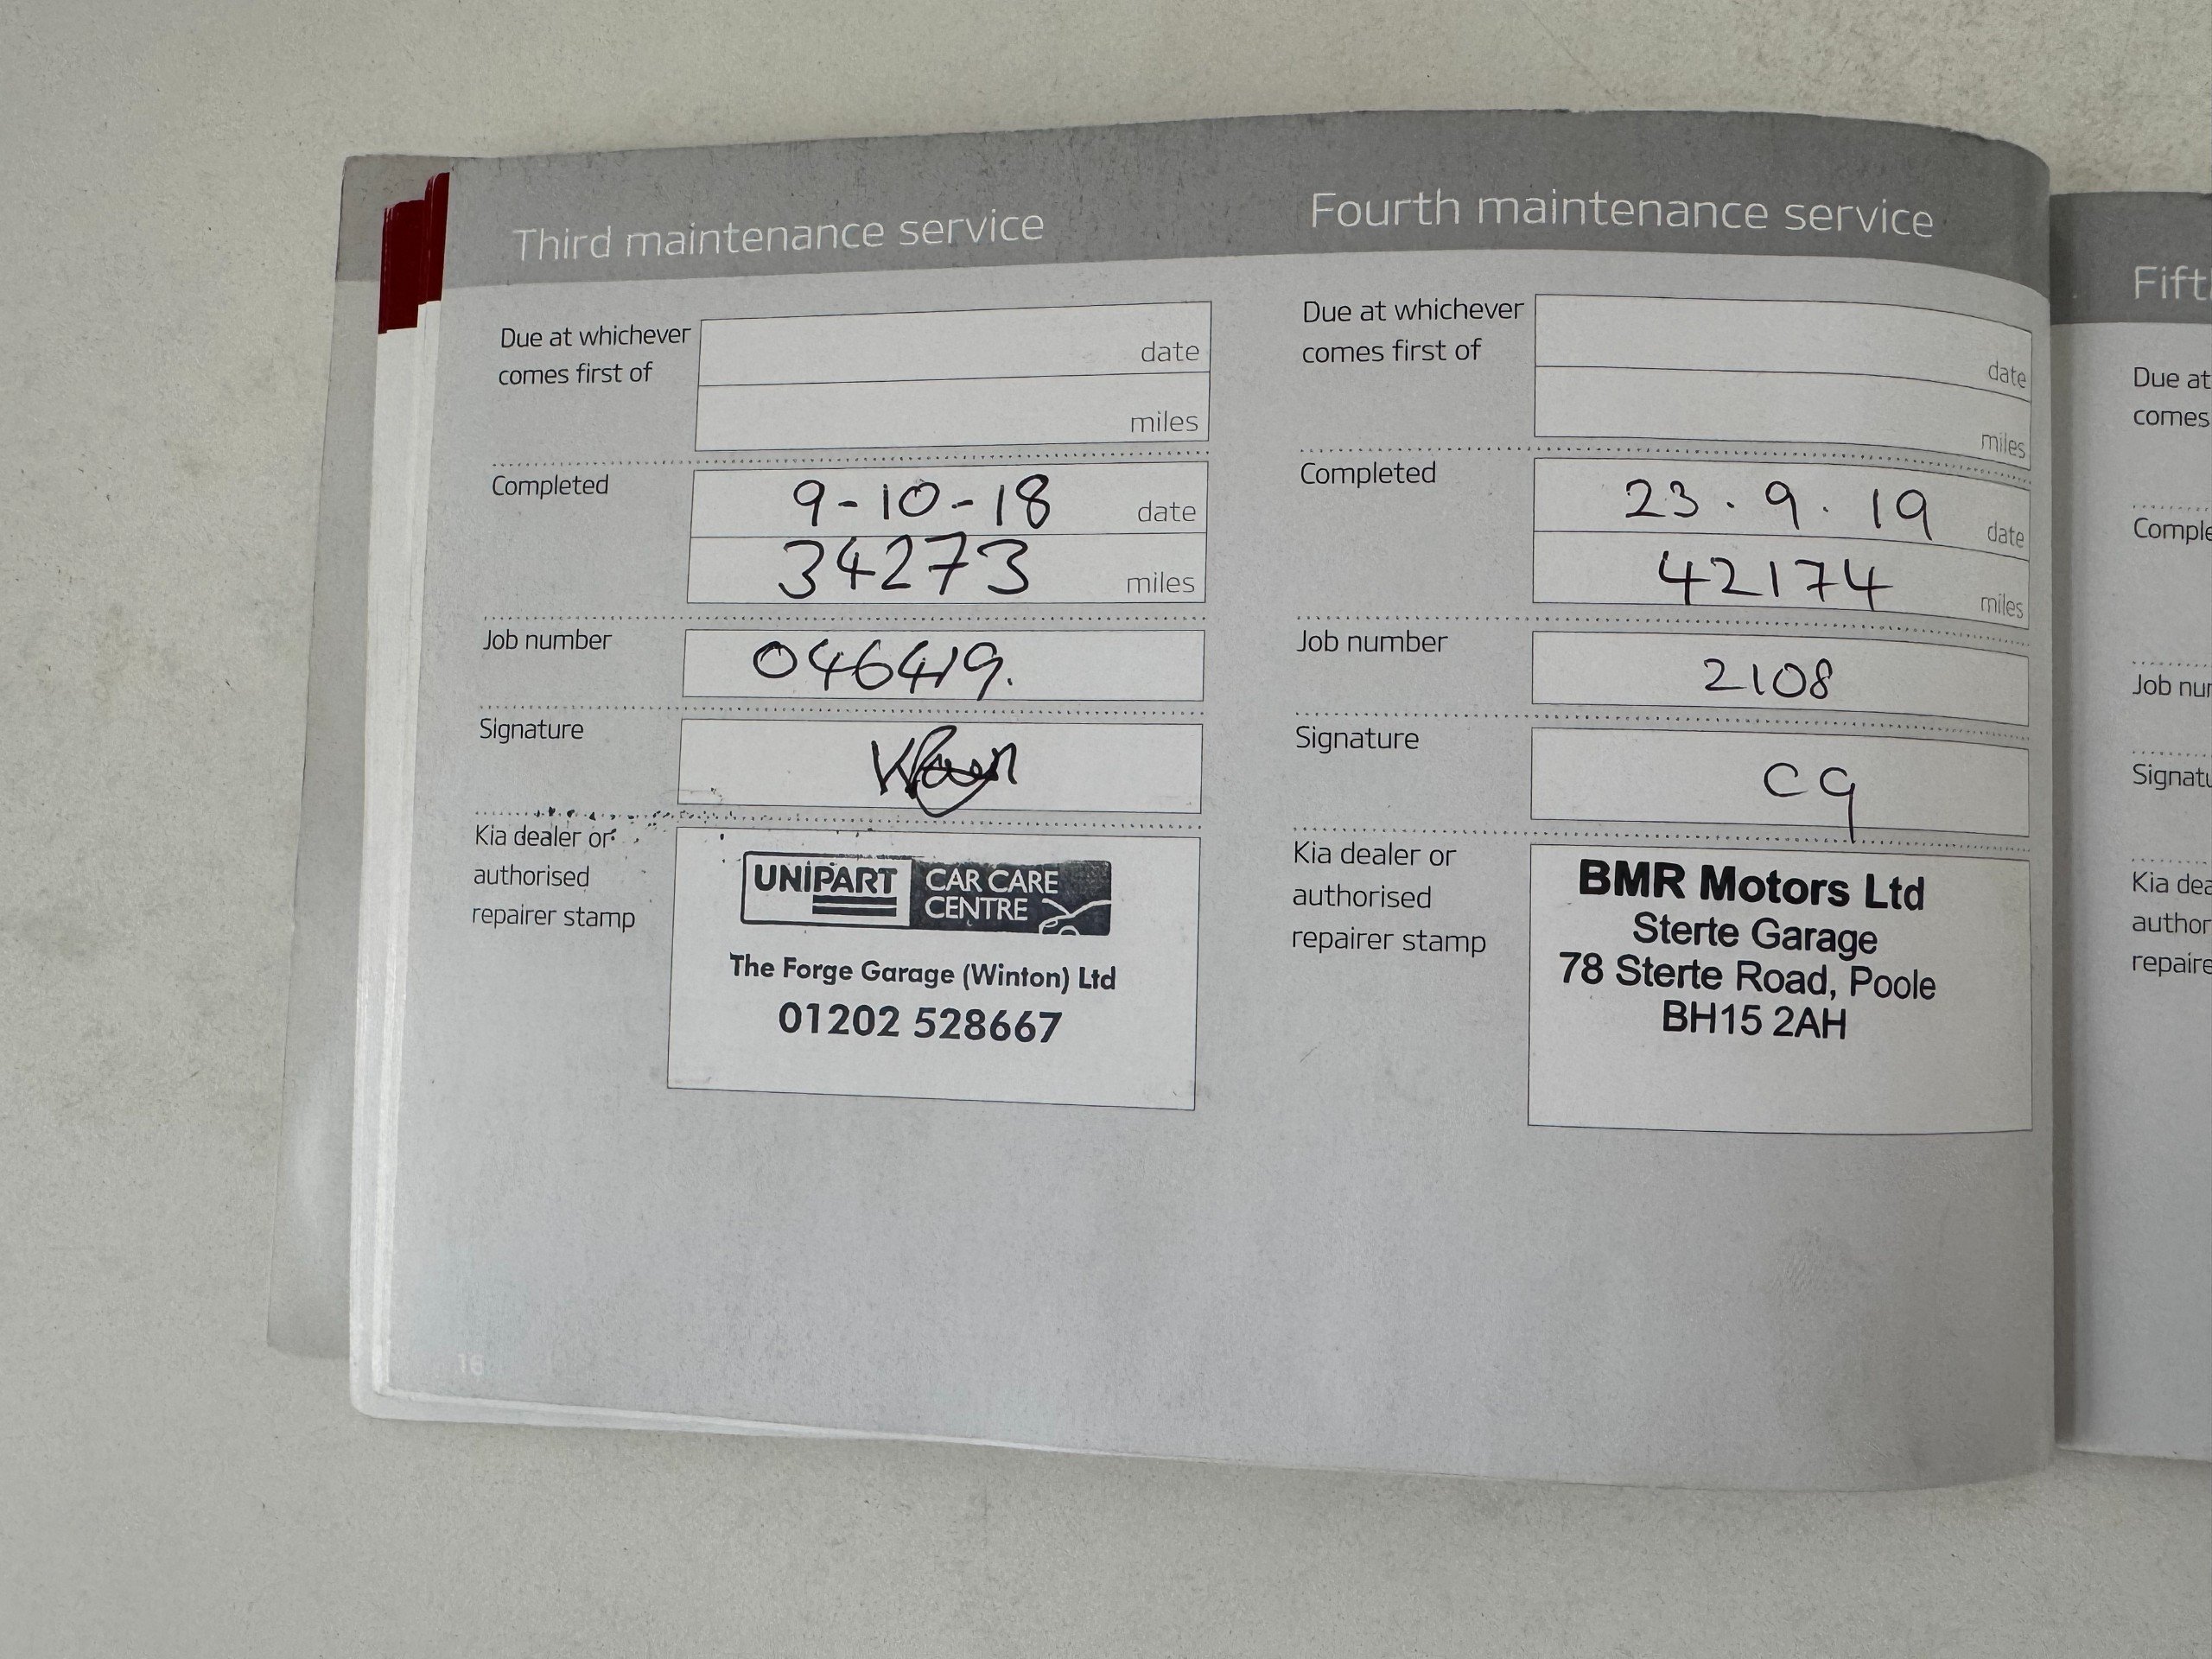 Third maintenance service
Due at whichever
comes first of
date
miles
Completed
9-10-18 date
34273 miles
Job number
046419.
Signature
Kia dealer or
authorised
repairer stamp
UNIPART
CAR CARE
CENTRE
The Forge Garage (Winton) Ltd
01202 528667
16
Fourth maintenance service
Due at whichever
comes first of
date
miles
Completed
23.9.19 date
42174 miles
Job number
2108
Signature
Kia dealer or
authorised
repairer stamp
BMR Motors Ltd
Sterte Garage
78 Sterte Road, Poole
BH15 2AH
Due at
comes